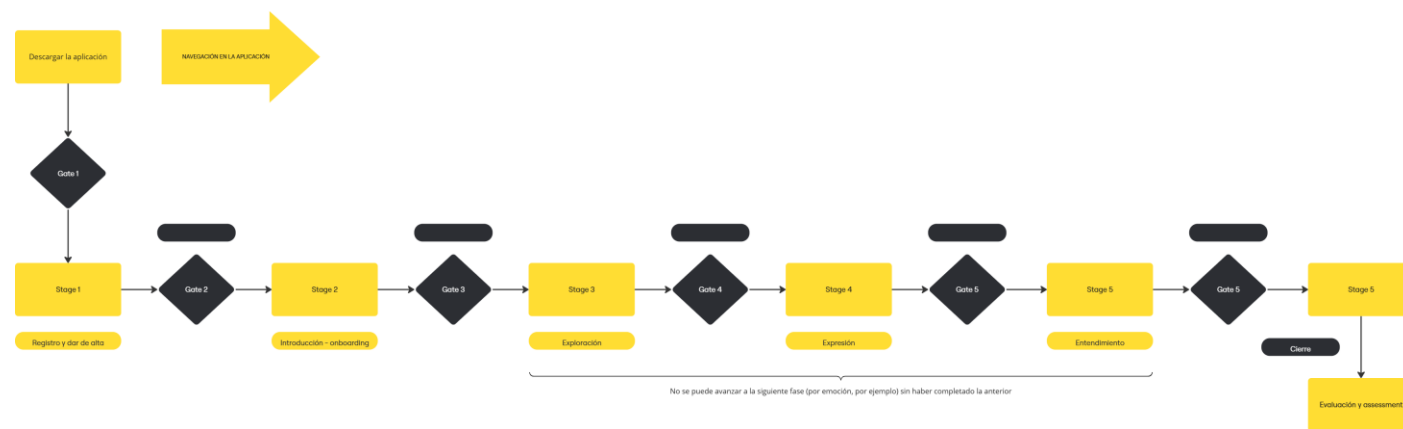 Descargar la aplicación
NAVEGACIÓN EN LA APLICACIÓN
Gate 1
Stage 1
Gate 2
Stage 2
Gate 3
Stage 3
Gate 4
Stage 4
Gate 5
Stage 5
Gate 5
Stage 5
Registro y dar de alta
Introducción - onboarding
Exploración
Expresión
Entendimiento
Cierre
No se puede avanzar a la siguiente fase (por emoción, por ejemplo) sin haber completado la anterior
Evaluación y assessment